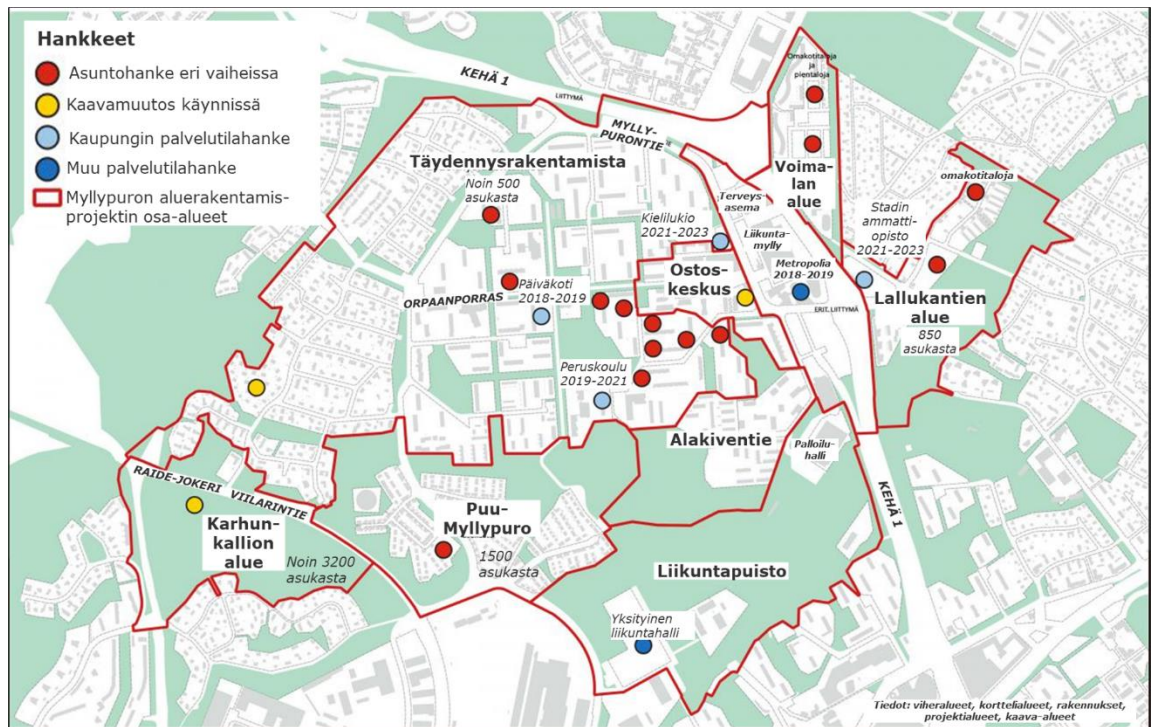 Hankkeet
Asuntohanke eri vaiheissa
Kaavamuutos käynnissä
Kaupungin palvelutilahanke
Muu palvelutilahanke
Myllypuron aluerakentamis-
projektin osa-alueet
KEHÄ 1
LIITTYMÄ
MYLLY-
PURONTIE
Omakotitaloja ja
pientaloja
Täydennysrakentamista
Noin 500
asukasta
Voima-
lan
alue
Terveys-
asema
omakotitaloja
Kielilukio
2021-2023
Liikunta-
mylly
Stadin
ammatti-
opisto
2021-2023
Ostos-
keskus
Metropolia
2018-2019
Päiväkoti
2018-2019
ORPAANPORRAS
ERIT. LIITTYMÄ
Lallukantien
alue
850
asukasta
Peruskoulu
2019-2021
Alakiventie
Palloilu-
halli
RAIDE-JOKERI VIILARINTIE
KEHÄ 1
Karhun-
kallion
alue
Noin 3200
asukasta
Puu-
Myllypuro
1500
asukasta
Liikuntapuisto
Yksityinen
liikuntahalli
Tiedot: viheralueet, korttelialueet, rakennukset,
projektialueet, kaava-alueet